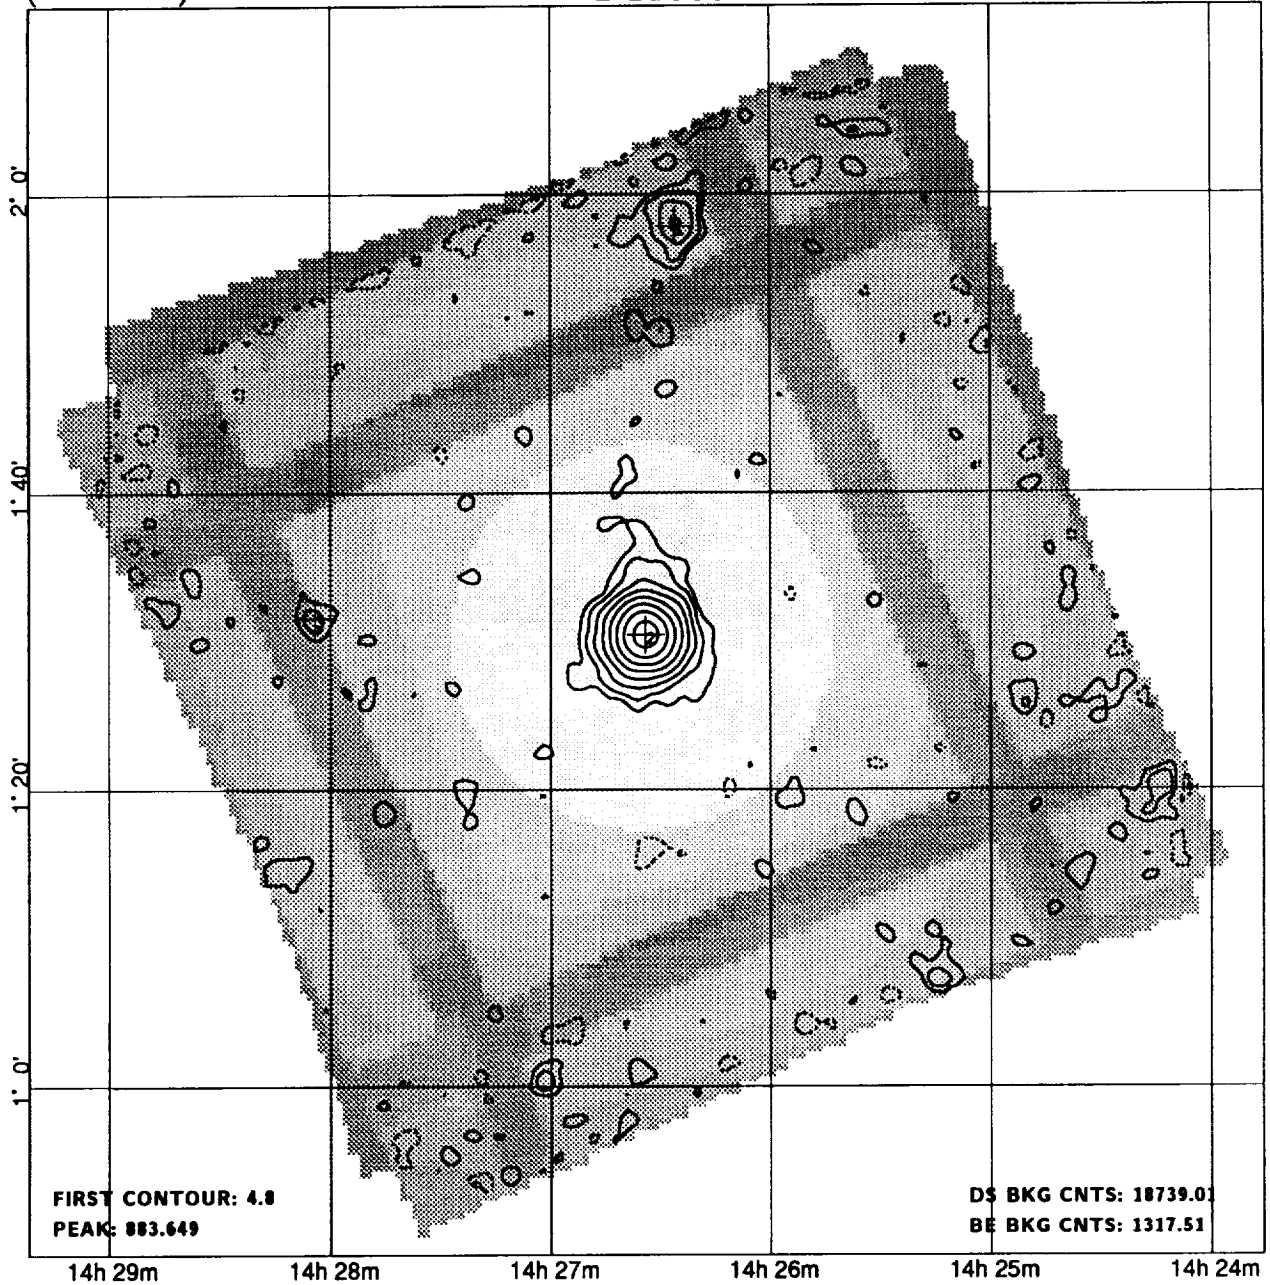 2° 0'
1° 40'
1° 20'
1° 0'
FIRST CONTOUR: 4.8
PEAK: 883.649
DS BKG CNTS: 18739.01
BE BKG CNTS: 1317.51
14h 29m 14h 28m 14h 27m 14h 26m 14h 25m 14h 24m